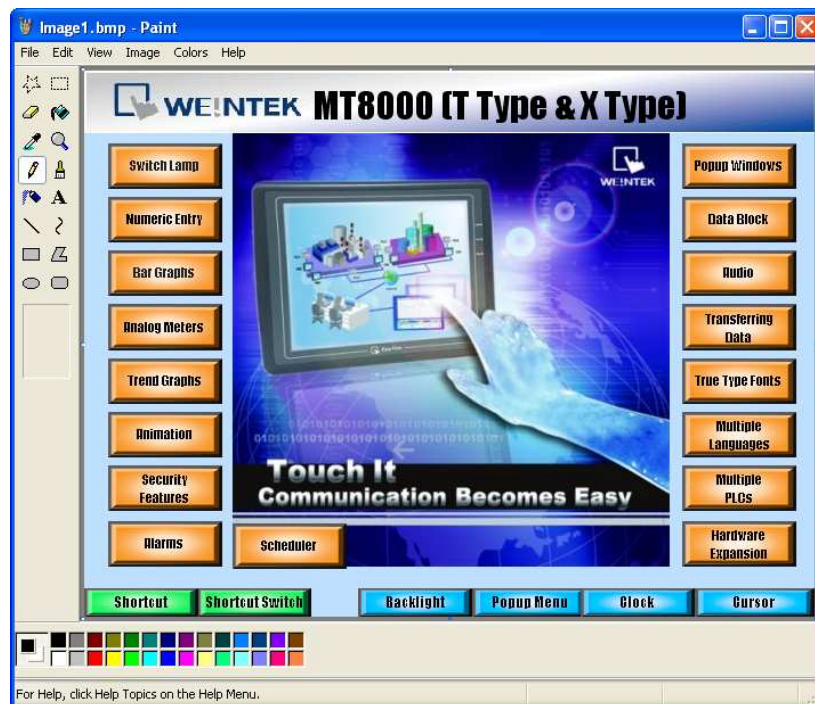 Image1.bmp - Paint
File Edit View Image Colors Help
WEINTEK MT8000 (T Type & X Type)
Switch Lamp
Numeric Entry
Bar Graphs
Analog Meters
Trend Graphs
Animation
Security
Features
Alarms
WEINTEK
Touch It
Communication Becomes Easy
Scheduler
Popup Windows
Data Block
Audio
Transferring
Data
True Type Fonts
Multiple
Languages
Multiple
PLCs
Hardware
Expansion
Shortcut
Shortcut Switch
Backlight
Popup Menu
Clock
Cursor
For Help, click Help Topics on the Help Menu.